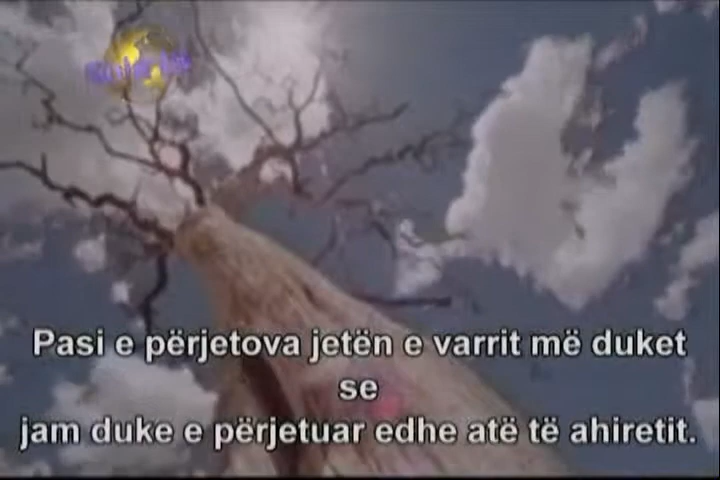 Pasi e përjetova jetën e varrit më duket
se
jam duke e përjetuar edhe atë të ahiretit.